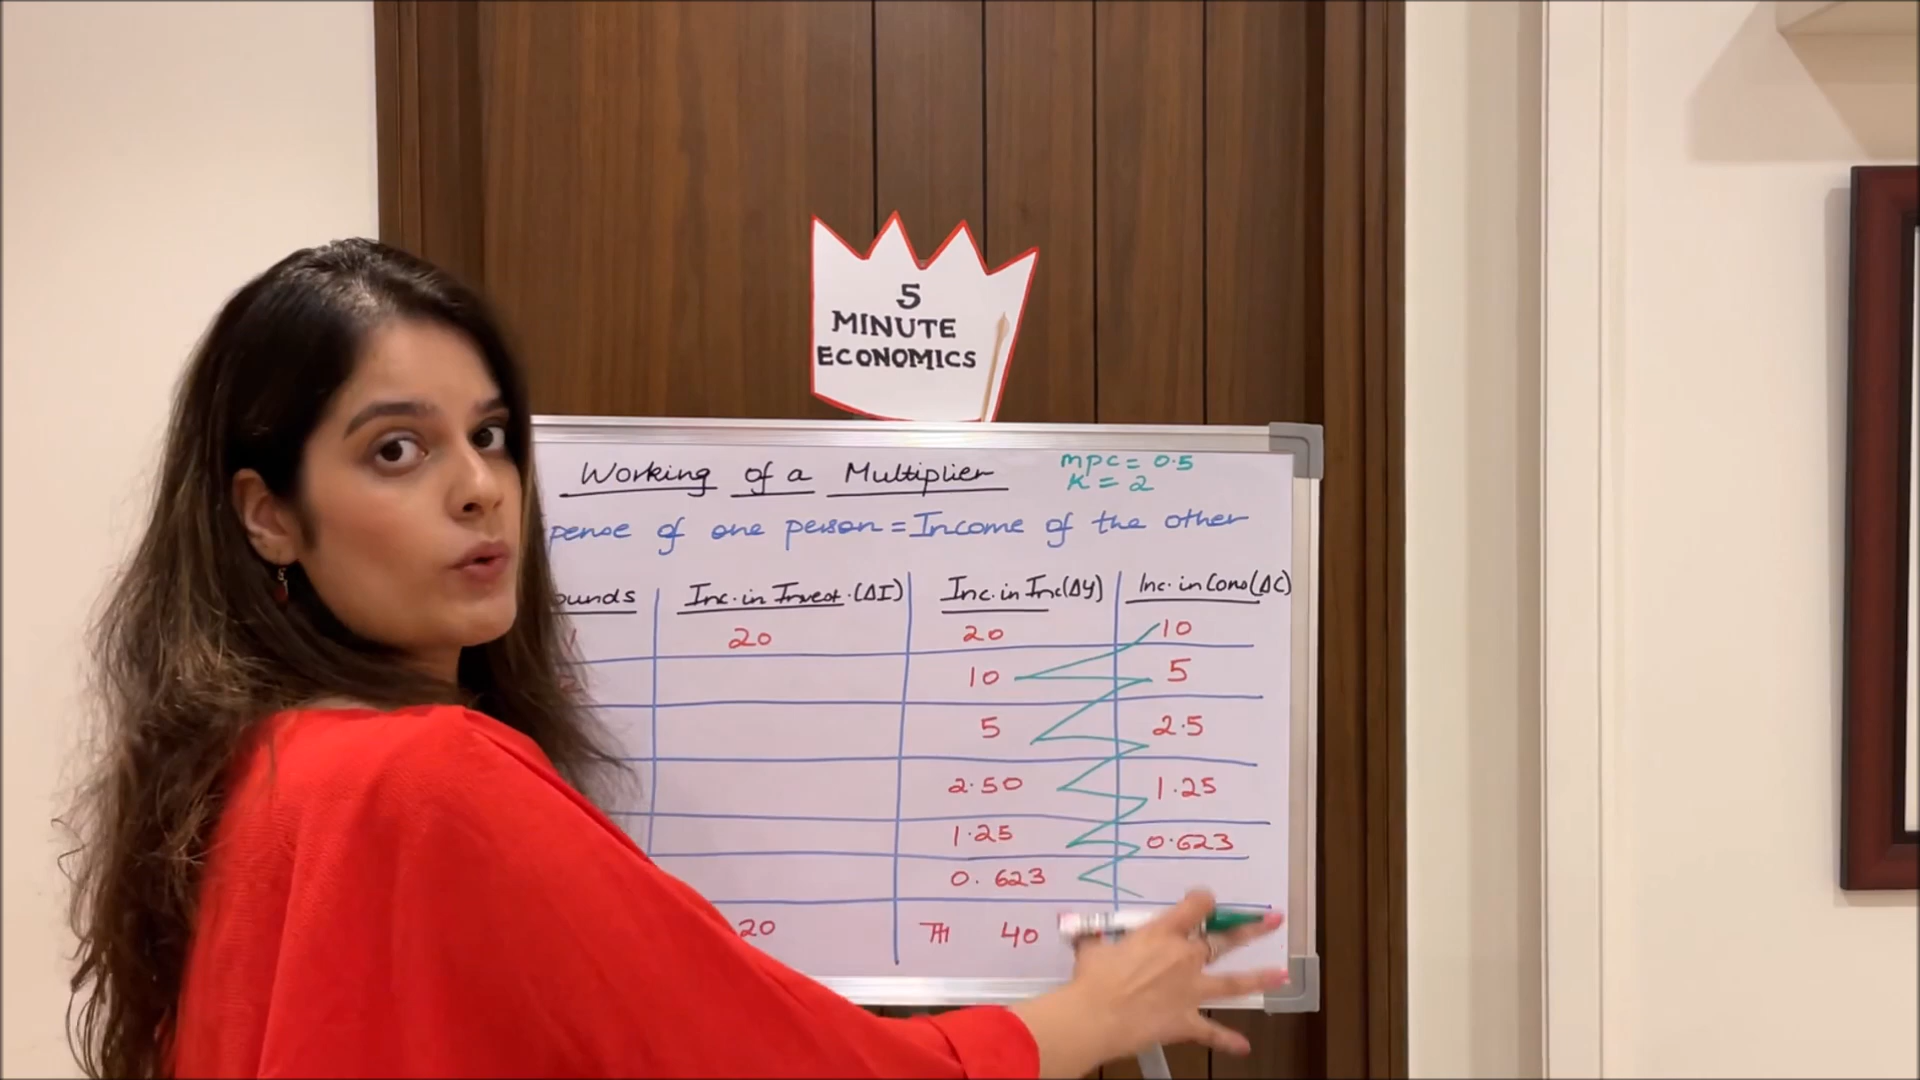 5
MINUTE
ECONOMICS
Working of a Multiplier
mpc = 0.5
K = 2
pense of one person = Income of the other
ounds Inc. in Invest. (ΔI) Inc. in Inc (ΔY) Inc. in Cons (ΔC)
1 20 20 10
10 5
5 2.5
2.50 1.25
1.25 0.623
0. 623
20 40